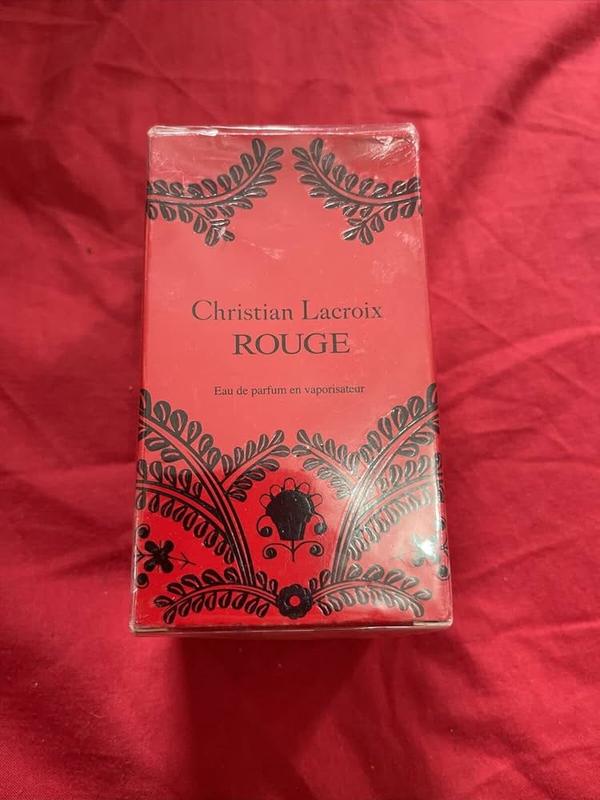 Christian Lacroix
ROUGE
Eau de parfum en vaporisateur